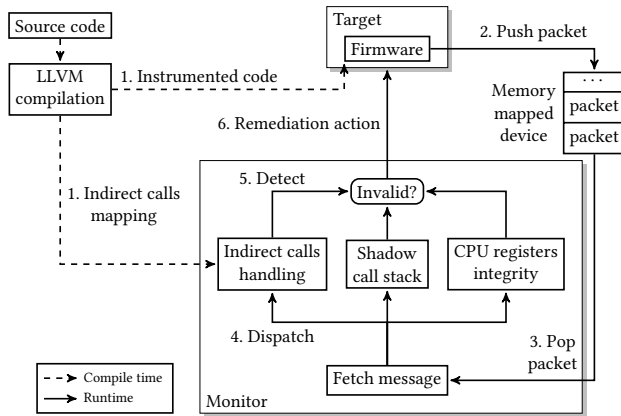 Source code
Target
Firmware
2. Push packet
LLVM
compilation
1. Instrumented code
Memory
mapped
device
· · ·
packet
packet
6. Remediation action
1. Indirect calls
mapping
5. Detect
Invalid?
Indirect calls
handling
Shadow
call stack
CPU registers
integrity
4. Dispatch
3. Pop
packet
Fetch message
Monitor
Compile time
Runtime